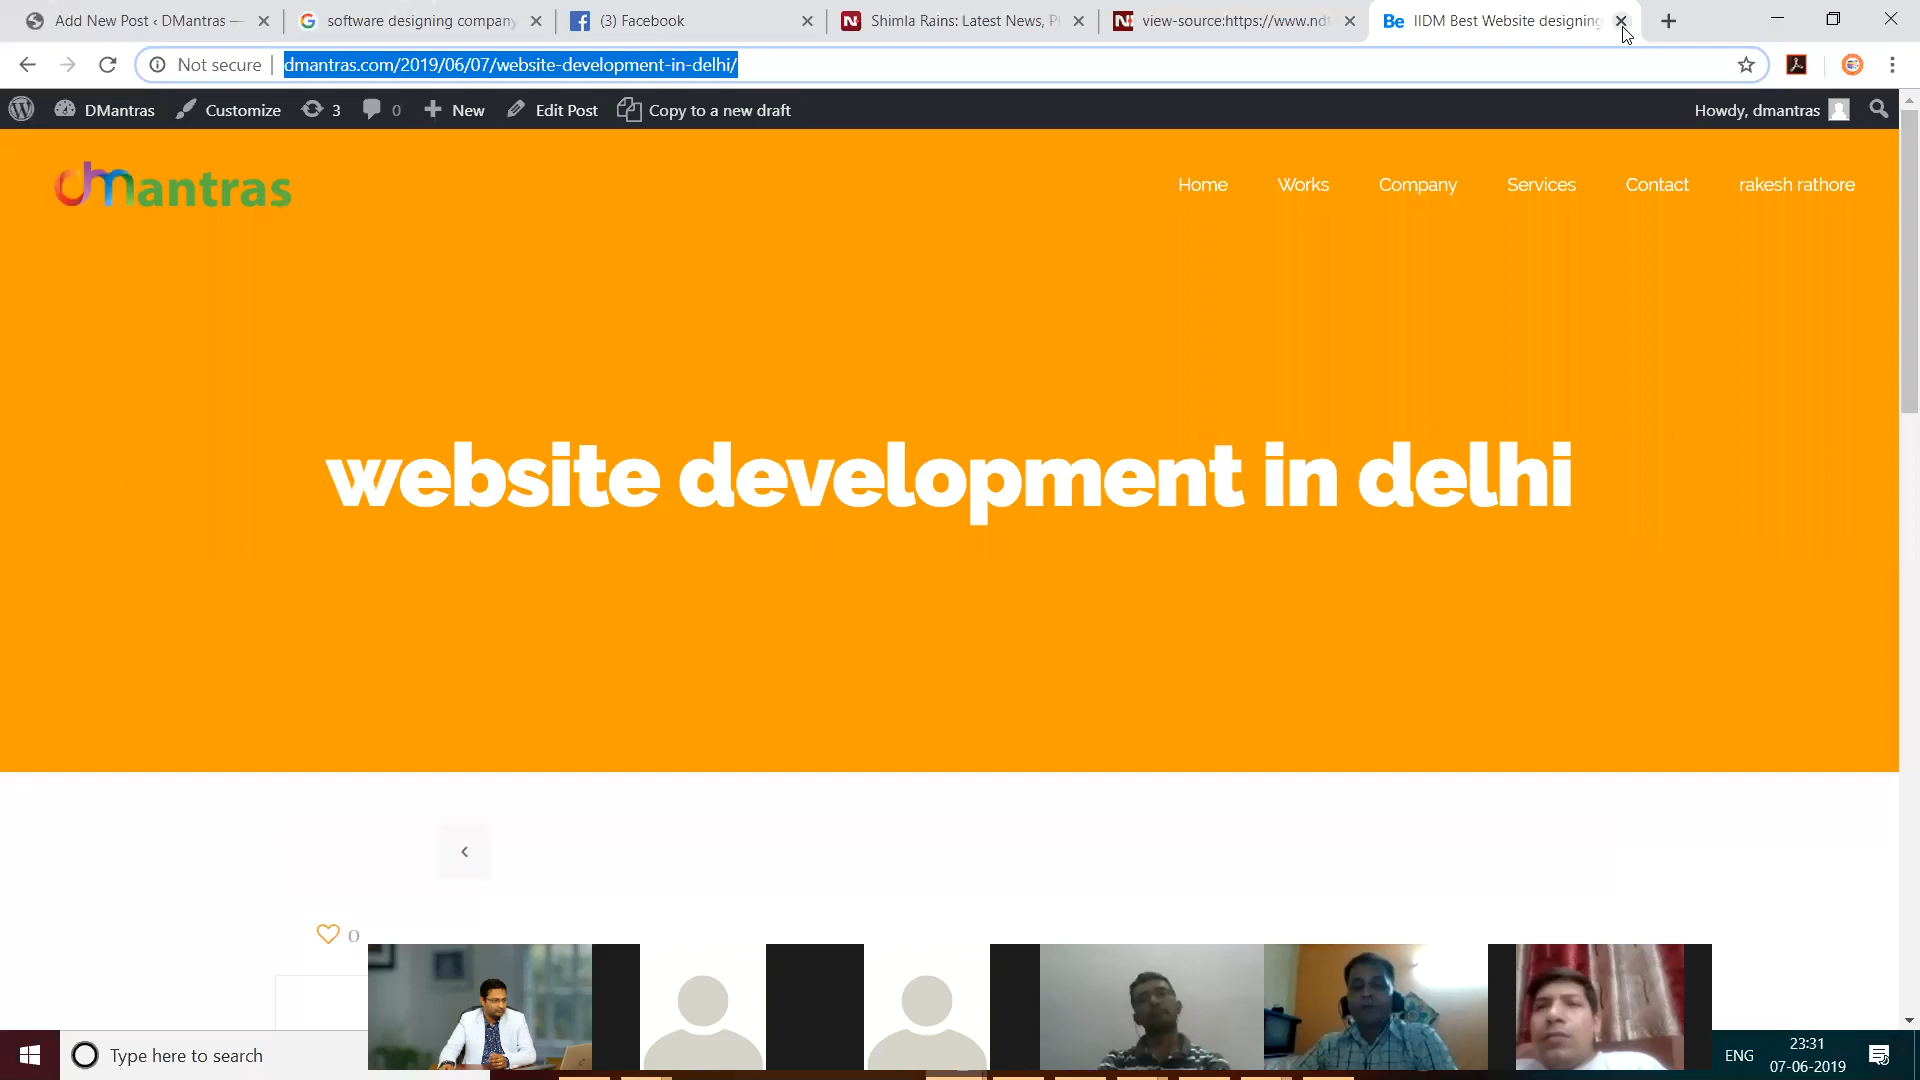 Add New Post ‹ DMantras —
software designing company
(3) Facebook
Shimla Rains: Latest News, P
view-source:https://www.ndt
Be IIDM Best Website designing
Not secure
dmantras.com/2019/06/07/website-development-in-delhi/
DMantras
Customize
3
0
New
Edit Post
Copy to a new draft
Howdy, dmantras
dmantras
Home
Works
Company
Services
Contact
rakesh rathore
website development in delhi
0
Type here to search
ENG
23:31
07-06-2019